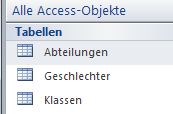 Alle Access-Objekte
Tabellen
Abteilungen
Geschlechter
Klassen